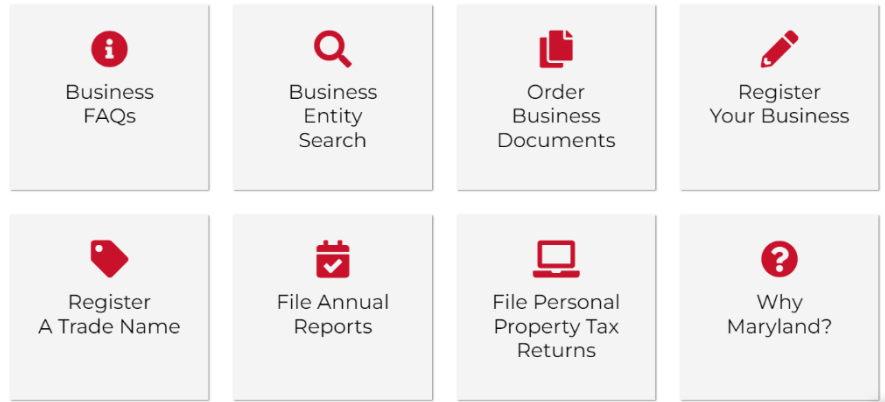 Business
FAQs
Business
Entity
Search
Order
Business
Documents
Register
Your Business
Register
A Trade Name
File Annual
Reports
File Personal
Property Tax
Returns
Why
Maryland?